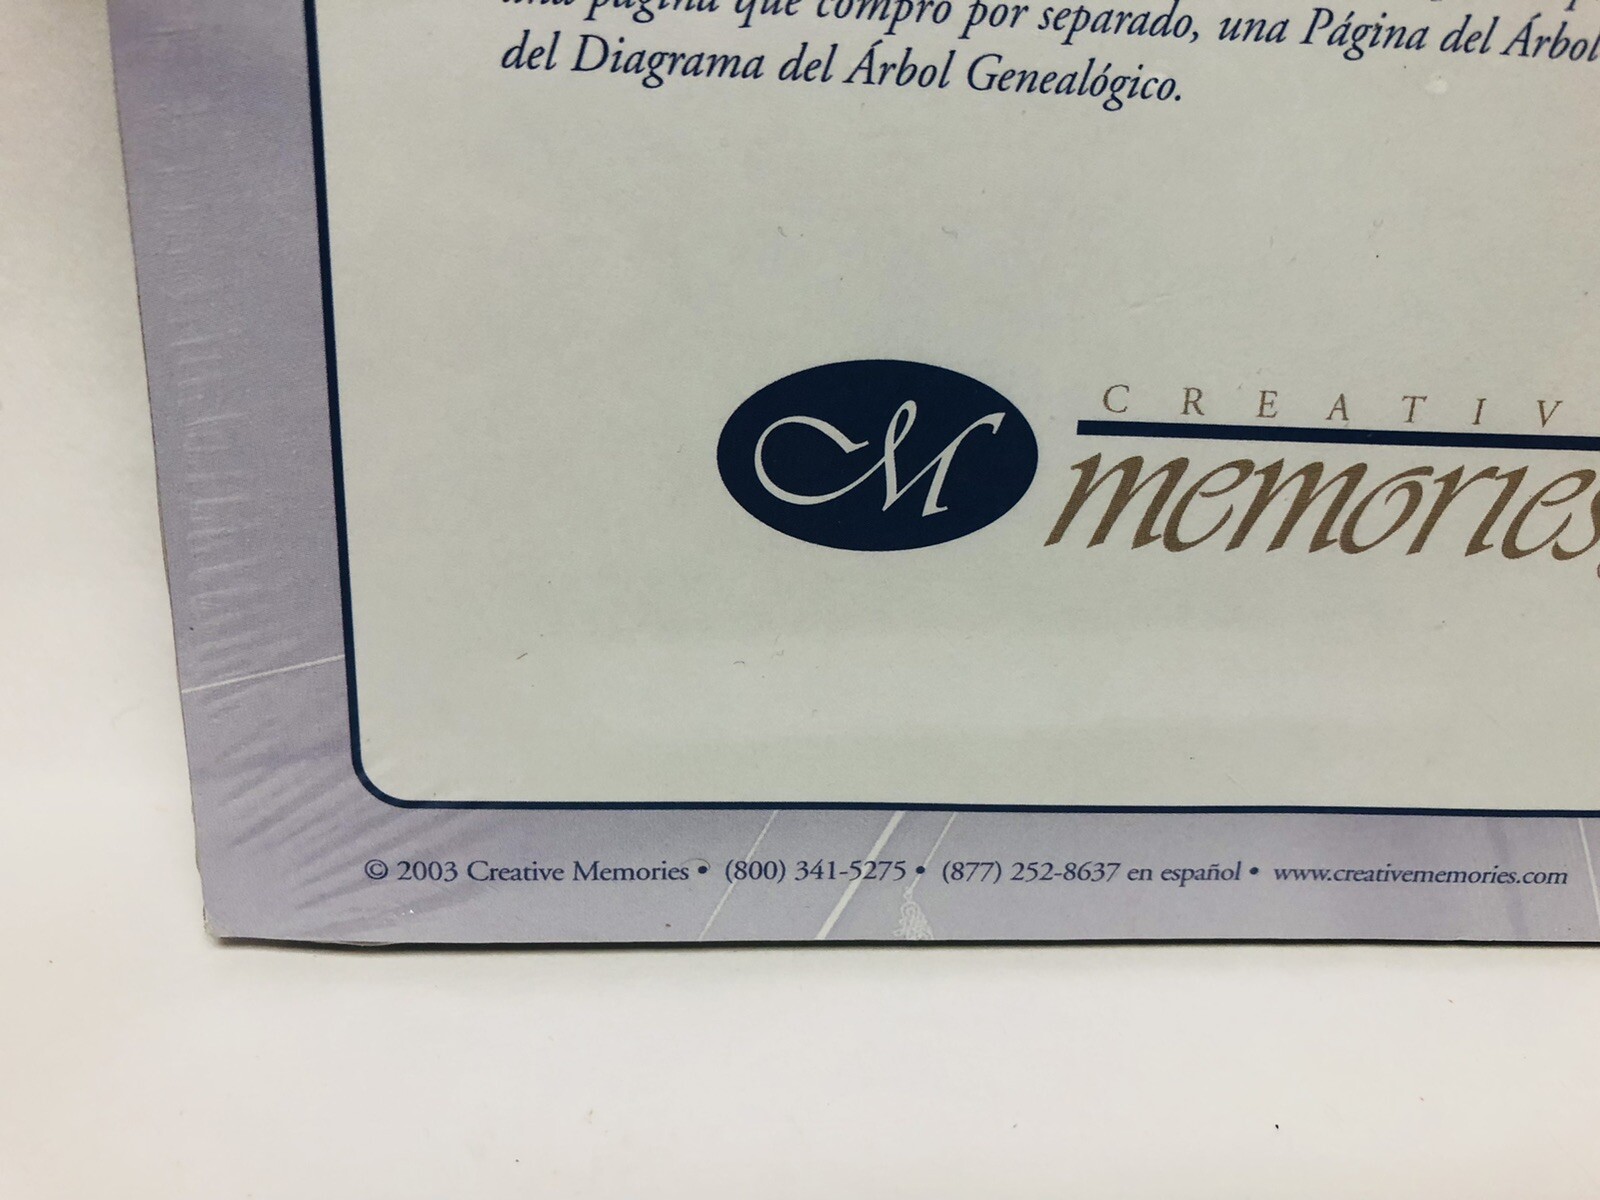 una página que compró por separado, una Página del Árbol
del Diagrama del Árbol Genealógico.
M
CREATIV
memories
© 2003 Creative Memories • (800) 341-5275 • (877) 252-8637 en español • www.creativememories.com